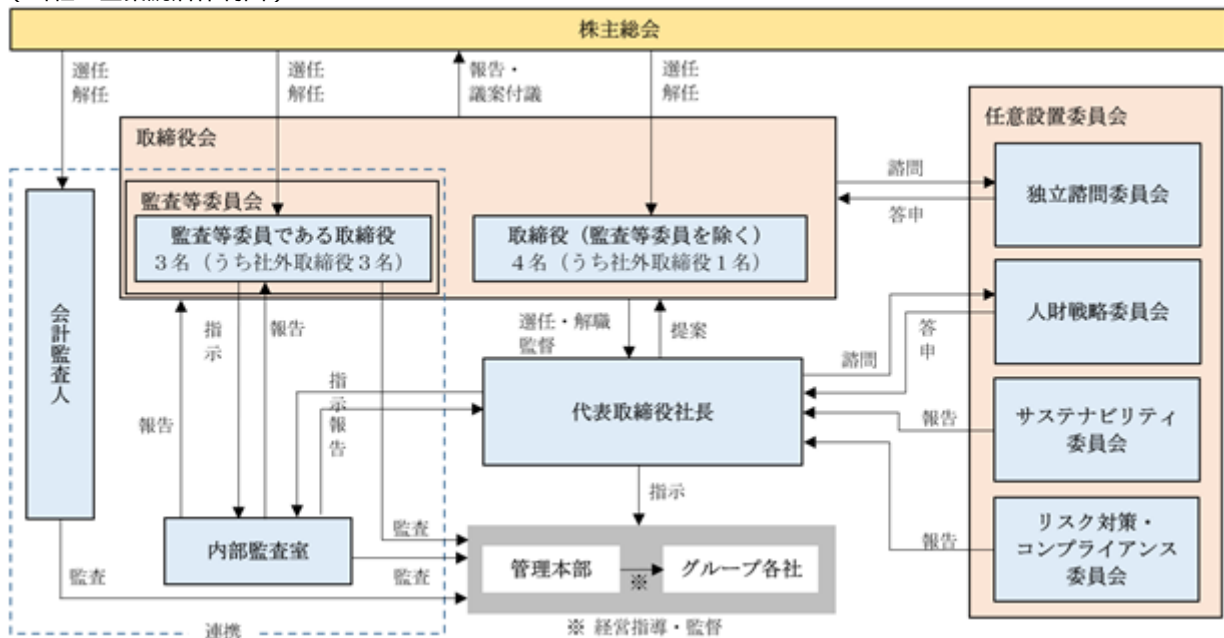 株主総会
選任
解任
選任
解任
報告・
議案付議
選任
解任
取締役会
監査等委員会
監査等委員である取締役
3名（うち社外取締役3名）
取締役（監査等委員を除く）
4名（うち社外取締役1名）
任意設置委員会
諮問
答申
独立諮問委員会
人財戦略委員会
サステナビリティ
委員会
リスク対策・
コンプライアンス
委員会
会計監査人
指示
報告
報告
選任・解職
監督
提案
諮問
答申
指示
報告
代表取締役社長
報告
報告
指示
内部監査室
監査
監査
監査
管理本部
※
グループ各社
連携
※ 経営指導・監督